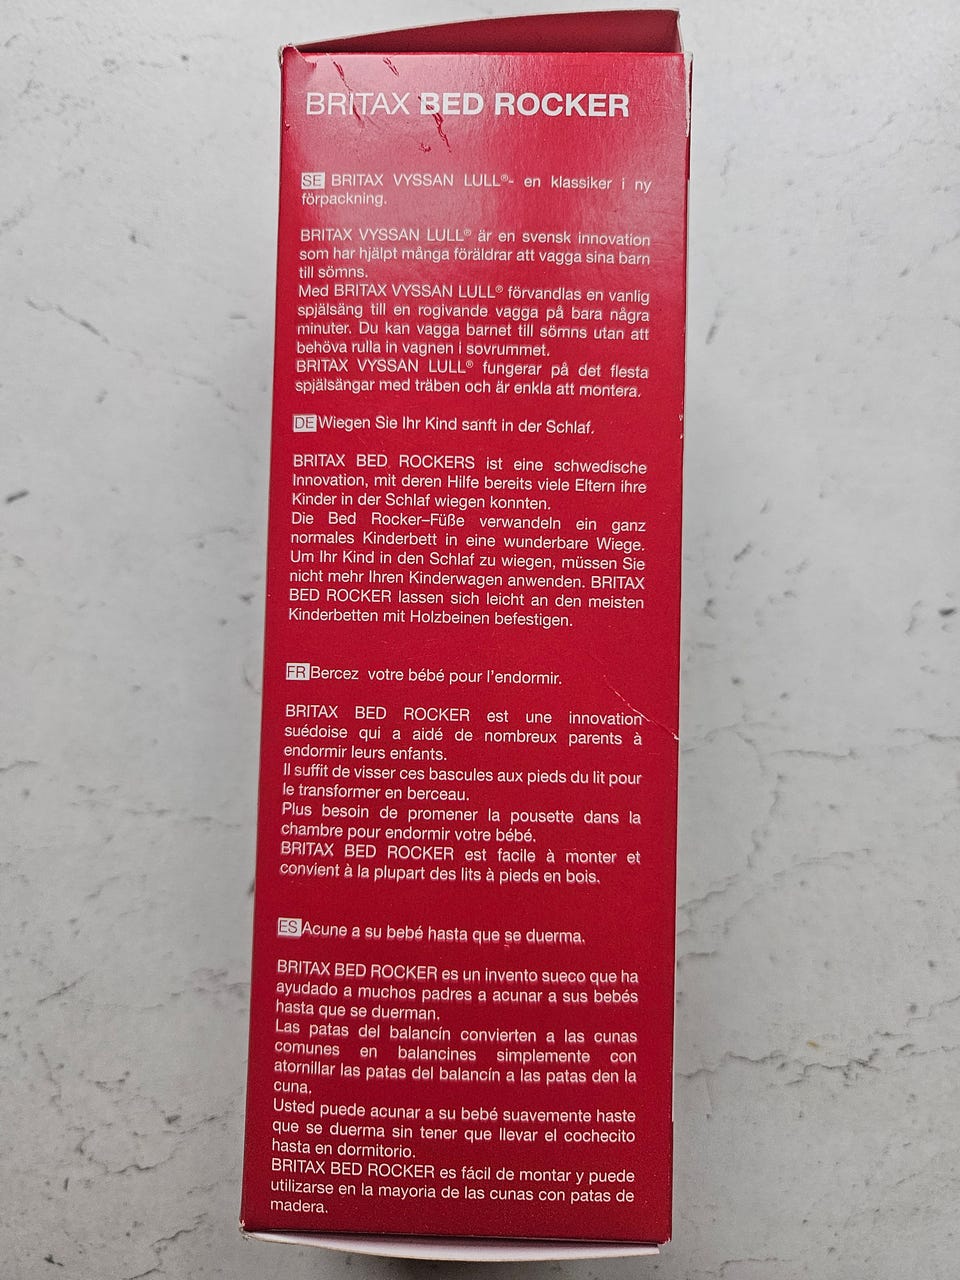 BRITAX BED ROCKER
SE BRITAX VYSSAN LULL®- en klassiker i ny
förpackning.
BRITAX VYSSAN LULL® är en svensk innovation
som har hjälpt många föräldrar att vagga sina barn
till sömns.
Med BRITAX VYSSAN LULL® förvandlas en vanlig
spjälsäng till en rogivande vagga på bara några
minuter. Du kan vagga barnet till sömns utan att
behöva rulla in vagnen i sovrummet.
BRITAX VYSSAN LULL® fungerar på det flesta
spjälsängar med träben och är enkla att montera.
DE Wiegen Sie Ihr Kind sanft in der Schlaf.
BRITAX BED ROCKERS ist eine schwedische
Innovation, mit deren Hilfe bereits viele Eltern ihre
Kinder in der Schlaf wiegen konnten.
Die Bed Rocker–Füße verwandeln ein ganz
normales Kinderbett in eine wunderbare Wiege.
Um Ihr Kind in den Schlaf zu wiegen, müssen Sie
nicht mehr Ihren Kinderwagen anwenden. BRITAX
BED ROCKER lassen sich leicht an den meisten
Kinderbetten mit Holzbeinen befestigen.
FR Bercez votre bébé pour l'endormir.
BRITAX BED ROCKER est une innovation
suédoise qui a aidé de nombreux parents à
endormir leurs enfants.
Il suffit de visser ces bascules aux pieds du lit pour
le transformer en berceau.
Plus besoin de promener la pousette dans la
chambre pour endormir votre bébé.
BRITAX BED ROCKER est facile à monter et
convient à la plupart des lits à pieds en bois.
ES Acune a su bebé hasta que se duerma.
BRITAX BED ROCKER es un invento sueco que ha
ayudado a muchos padres a acunar a sus bebés
hasta que se duerman.
Las patas del balancín convierten a las cunas
comunes en balancines simplemente con
atornillar las patas del balancín a las patas den la
cuna.
Usted puede acunar a su bebé suavemente haste
que se duerma sin tener que llevar el cochecito
hasta en dormitorio.
BRITAX BED ROCKER es fácil de montar y puede
utilizarse en la mayoria de las cunas con patas de
madera.